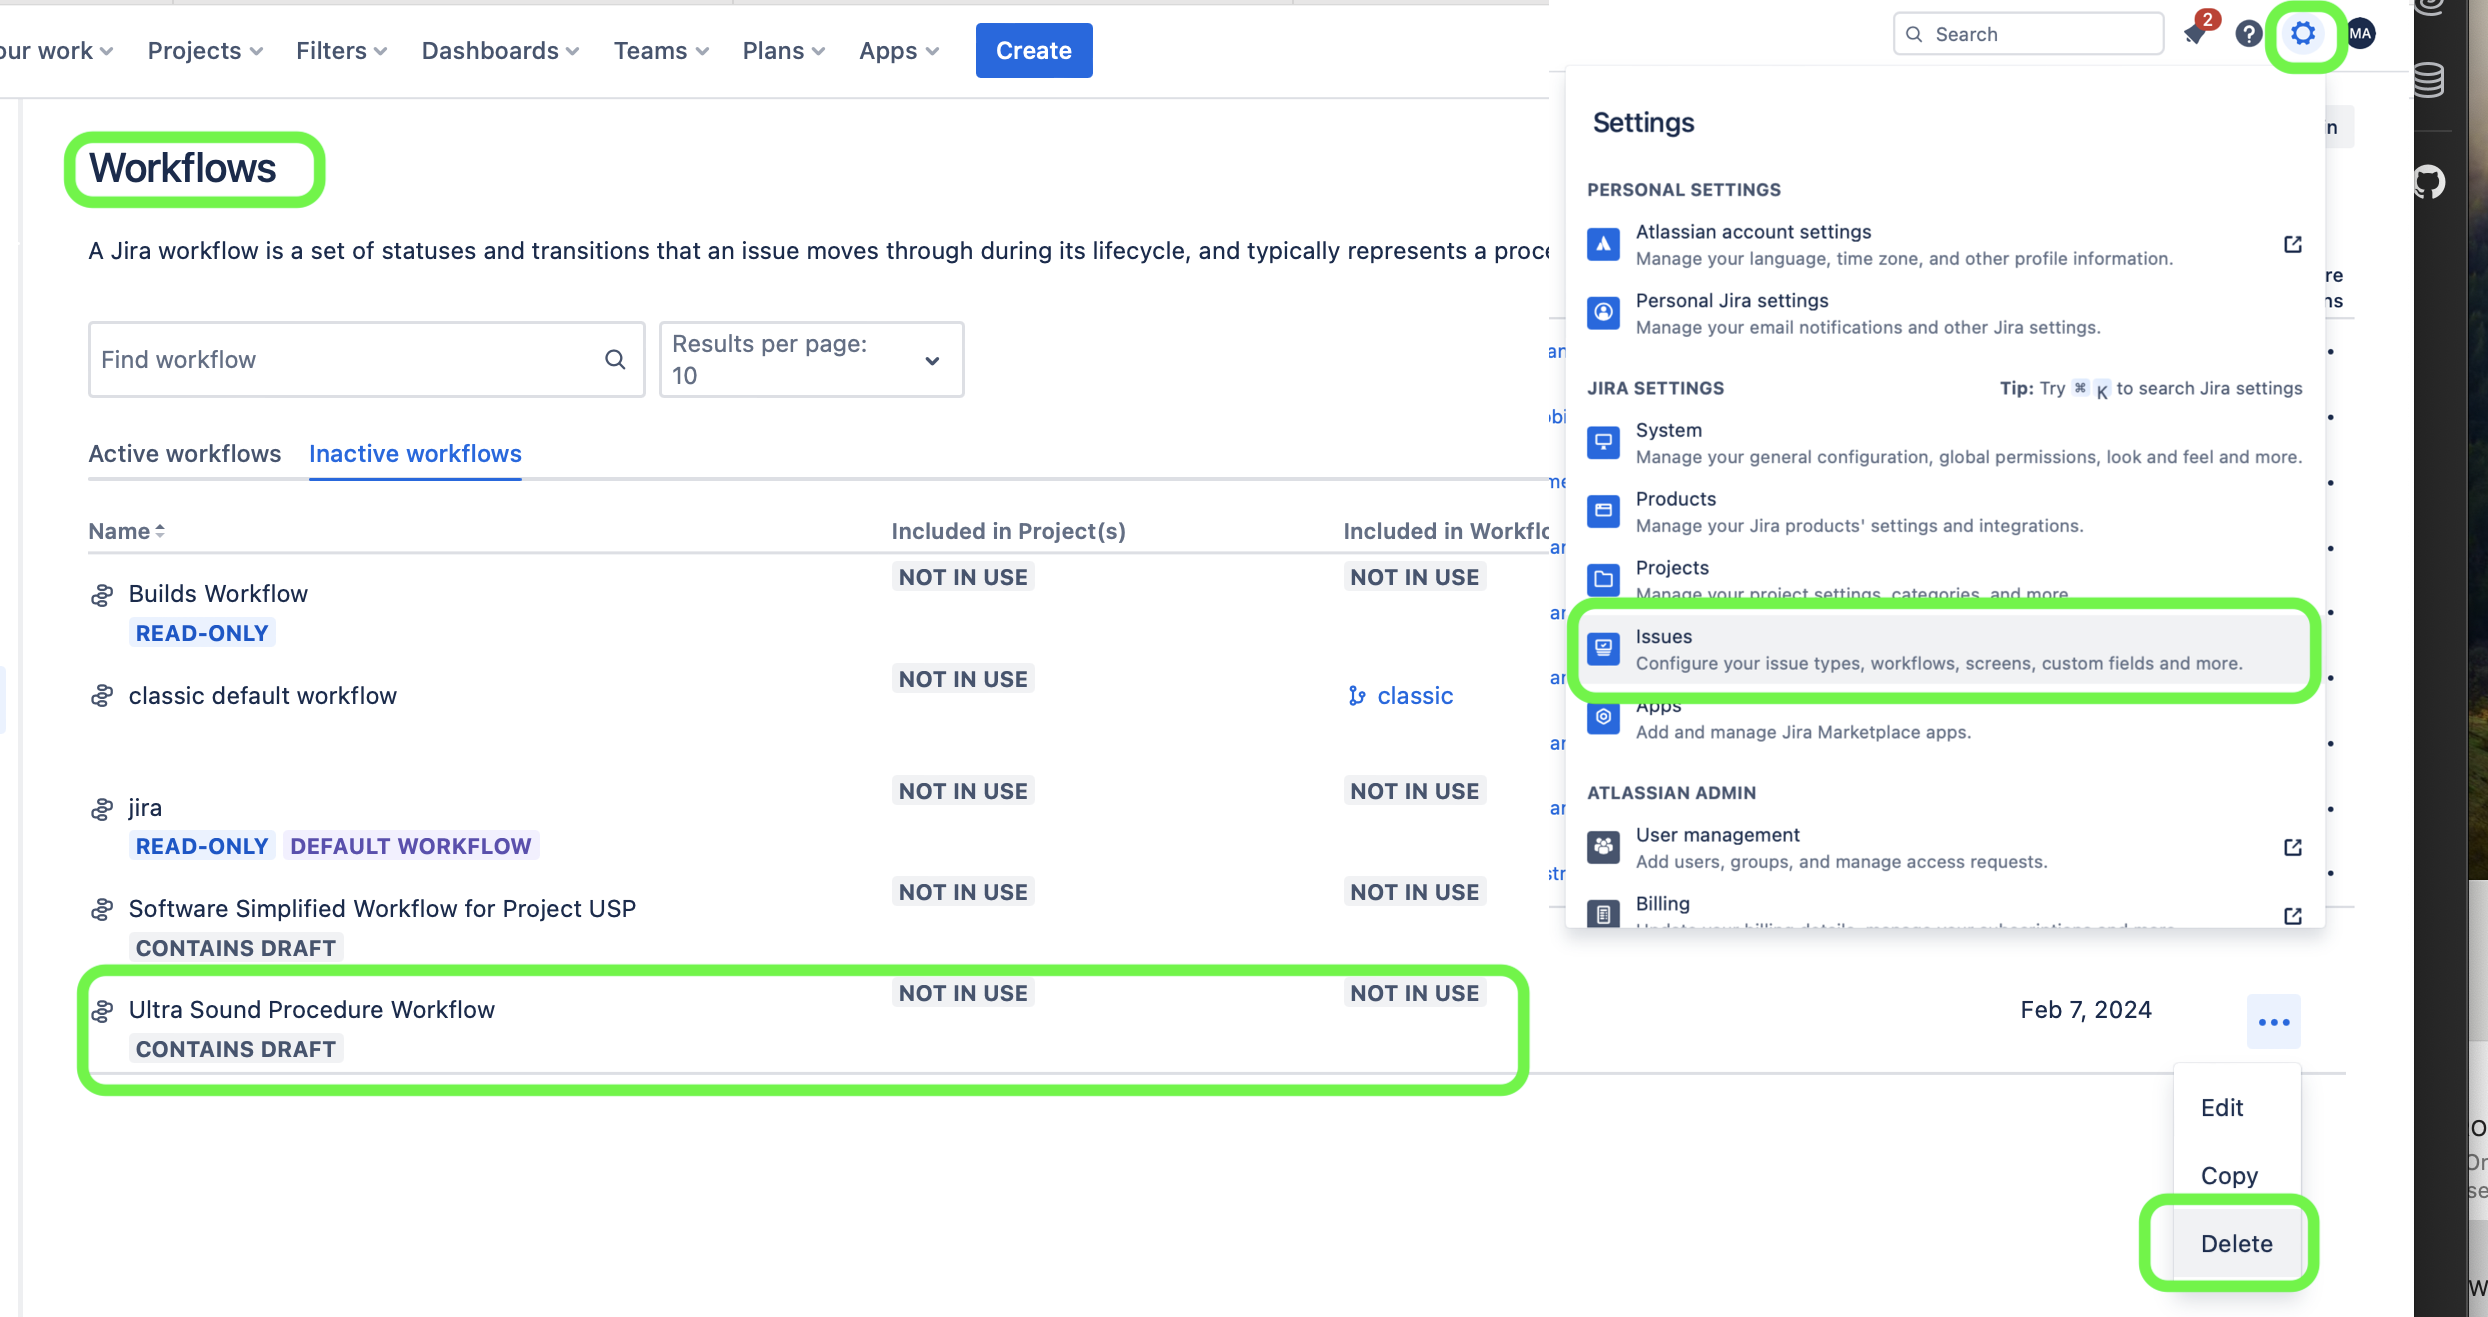 our work Projects Filters Dashboards Teams Plans Apps Create
Search 2 ? MA
Workflows
A Jira workflow is a set of statuses and transitions that an issue moves through during its lifecycle, and typically represents a proce
Find workflow
Results per page:
10
Active workflows Inactive workflows
Name Included in Project(s) Included in Workflo
Builds Workflow NOT IN USE NOT IN USE
READ-ONLY
classic default workflow NOT IN USE classic
jira NOT IN USE NOT IN USE
READ-ONLY DEFAULT WORKFLOW
Software Simplified Workflow for Project USP NOT IN USE NOT IN USE
CONTAINS DRAFT
Ultra Sound Procedure Workflow NOT IN USE NOT IN USE Feb 7, 2024
CONTAINS DRAFT
Edit
Copy
Delete
Settings
PERSONAL SETTINGS
Atlassian account settings
Manage your language, time zone, and other profile information.
Personal Jira settings
Manage your email notifications and other Jira settings.
JIRA SETTINGS Tip: Try ⌘ K to search Jira settings
System
Manage your general configuration, global permissions, look and feel and more.
Products
Manage your Jira products' settings and integrations.
Projects
Manage your project settings, categories, and more.
Issues
Configure your issue types, workflows, screens, custom fields and more.
Apps
Add and manage Jira Marketplace apps.
ATLASSIAN ADMIN
User management
Add users, groups, and manage access requests.
Billing